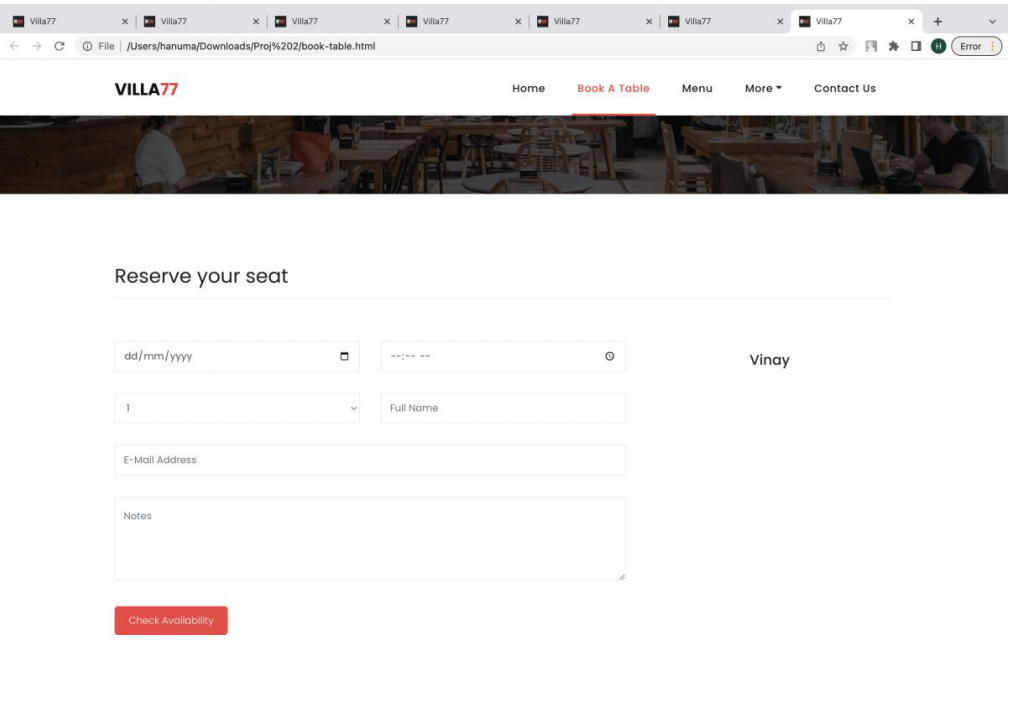 Villa77 Villa77 Villa77 Villa77 Villa77 Villa77 Villa77
File /Users/hanuma/Downloads/Proj%202/book-table.html H Error
VILLA77 Home Book A Table Menu More Contact Us
Reserve your seat
dd/mm/yyyy --:-- -- Vinay
1 Full Name
E-Mail Address
Notes
Check Availability